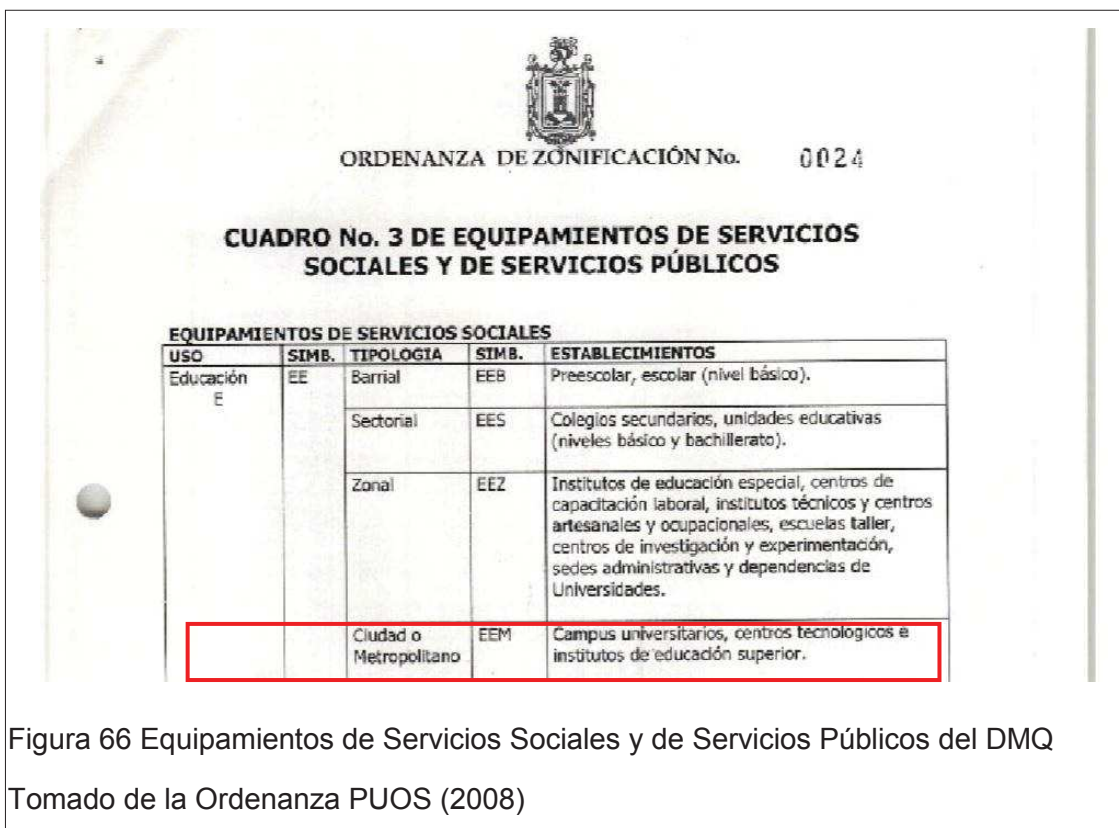 ORDENANZA DE ZONIFICACIÓN No. 0024
CUADRO No. 3 DE EQUIPAMIENTOS DE SERVICIOS
SOCIALES Y DE SERVICIOS PÚBLICOS
EQUIPAMIENTOS DE SERVICIOS SOCIALES
USO SIMB. TIPOLOGIA SIMB. ESTABLECIMIENTOS
Educación EE Barrial EEB Preescolar, escolar (nivel básico).
E
Sectorial EES Colegios secundarios, unidades educativas
(niveles básico y bachillerato).
Zonal EEZ Institutos de educación especial, centros de
capacitación laboral, institutos técnicos y centros
artesanales y ocupacionales, escuelas taller,
centros de investigación y experimentación,
sedes administrativas y dependencias de
Universidades.
Ciudad o EEM Campus universitarios, centros tecnologicos e
Metropolitano institutos de educación superior.
Figura 66 Equipamientos de Servicios Sociales y de Servicios Públicos del DMQ
Tomado de la Ordenanza PUOS (2008)